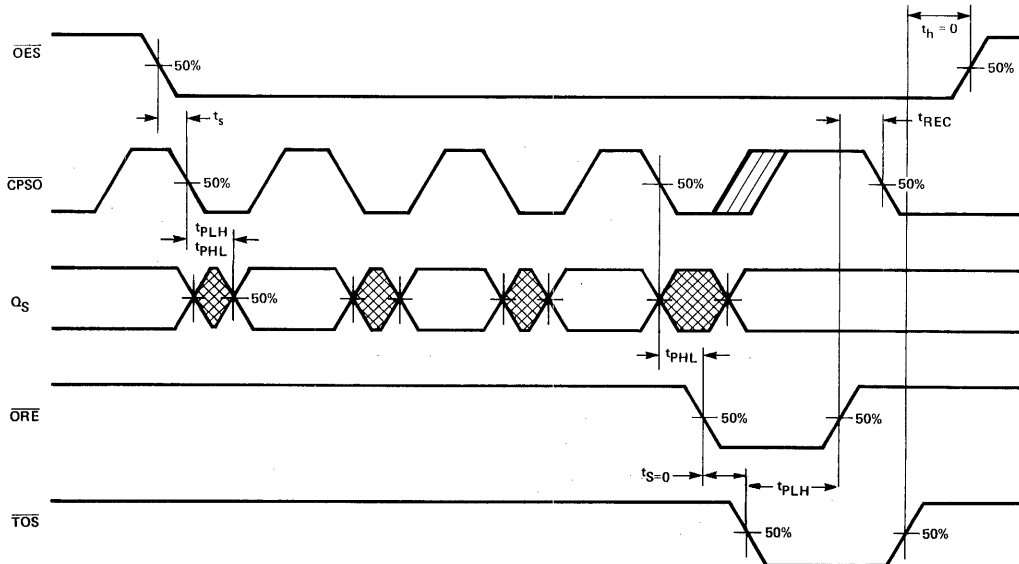 t_h = 0
OES
50%
50%
t_s
t_REC
CPSO
50%
50%
50%
t_PLH
t_PHL
Q_S
50%
t_PHL
ORE
50%
50%
t_S=0
t_PLH
TOS
50%
50%